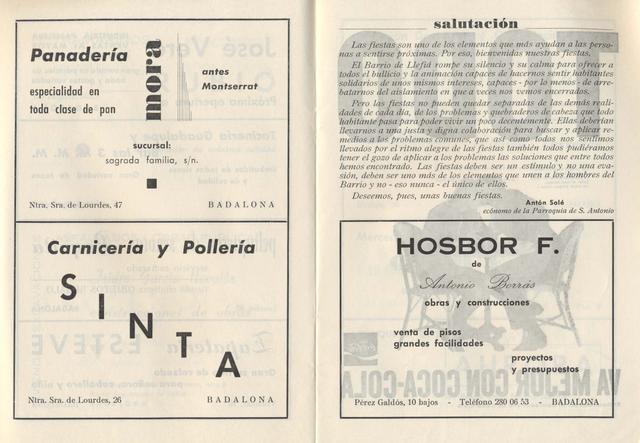 Panadería
especialidad en
toda clase de pan
mora
antes
Montserrat
sucursal:
sagrada familia, s/n.
Ntra. Sra. de Lourdes, 47
BADALONA
Carnicería y Pollería
SINTA
Ntra. Sra. de Lourdes, 26
BADALONA
salutación
Las fiestas son uno de los elementos que más ayudan a las perso-
nas a sentirse próximas. Por eso, bienvenidas nuestras fiestas.
El Barrio de Llefiá rompe su silencio y su calma para ofrecer a
todos el bullicio y la animación capaces de hacernos sentir habitantes
solidarios de unos mismos intereses, capaces - por lo menos - de arre-
batarnos del aislamiento en que a veces nos vemos encerrados.
Pero las fiestas no pueden quedar separadas de las demás reali-
dades de cada día, de los problemas y quebraderos de cabeza que todo
habitante pasa para poder vivir un poco decentemente. Ellas deberían
llevarnos a una justa y digna colaboración para buscar y aplicar re-
medios a los problemas comunes, que así como todos nos sentimos
llevados por el ritmo alegre de las fiestas también todos pudiéramos
tener el gozo de aplicar a los problemas las soluciones que entre todos
hemos encontrado. Las fiestas deben ser un estímulo y no una eva-
sión, deben ser uno más de los elementos que unen a los hombres del
Barrio y no - eso nunca - el único de ellos.
Deseemos, pues, unas buenas fiestas.
Antón Solé
ecónomo de la Parroquia de S. Antonio
HOSBOR F.
de
Antonio Borrás
obras y construcciones
venta de pisos
grandes facilidades
proyectos
y presupuestos
Pérez Galdós, 10 bajos - Teléfono 280 06 53 - BADALONA